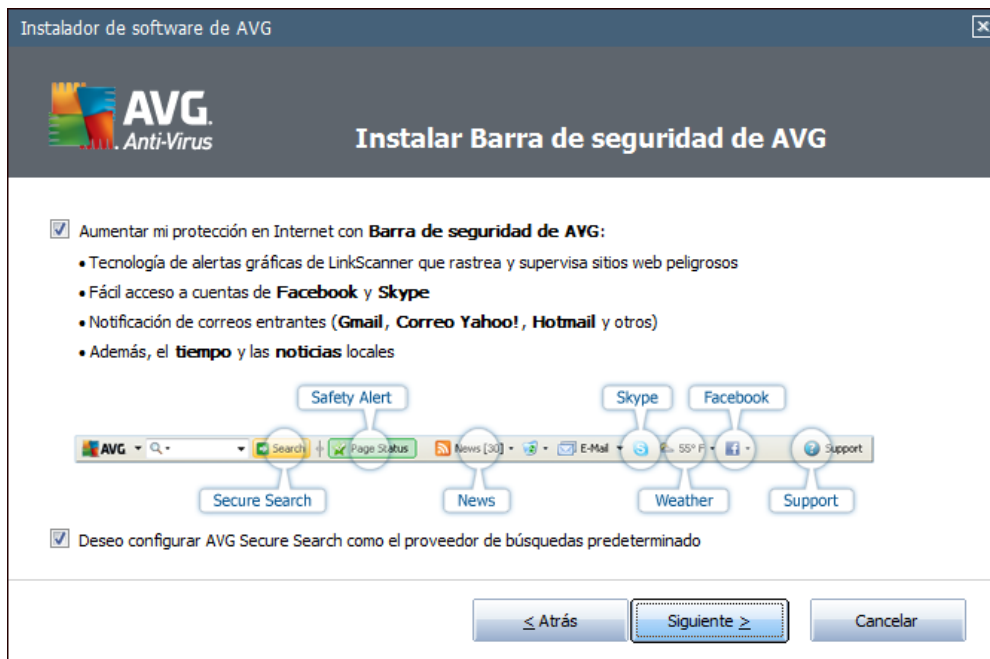 Instalador de software de AVG
AVG.
Anti-Virus
Instalar Barra de seguridad de AVG
Aumentar mi protección en Internet con Barra de seguridad de AVG:
• Tecnología de alertas gráficas de LinkScanner que rastrea y supervisa sitios web peligrosos
• Fácil acceso a cuentas de Facebook y Skype
• Notificación de correos entrantes (Gmail, Correo Yahoo!, Hotmail y otros)
• Además, el tiempo y las noticias locales
Safety Alert Skype Facebook
AVG Search Page Status News [30] E-Mail 55° F Support
Secure Search News Weather Support
Deseo configurar AVG Secure Search como el proveedor de búsquedas predeterminado
< Atrás Siguiente > Cancelar